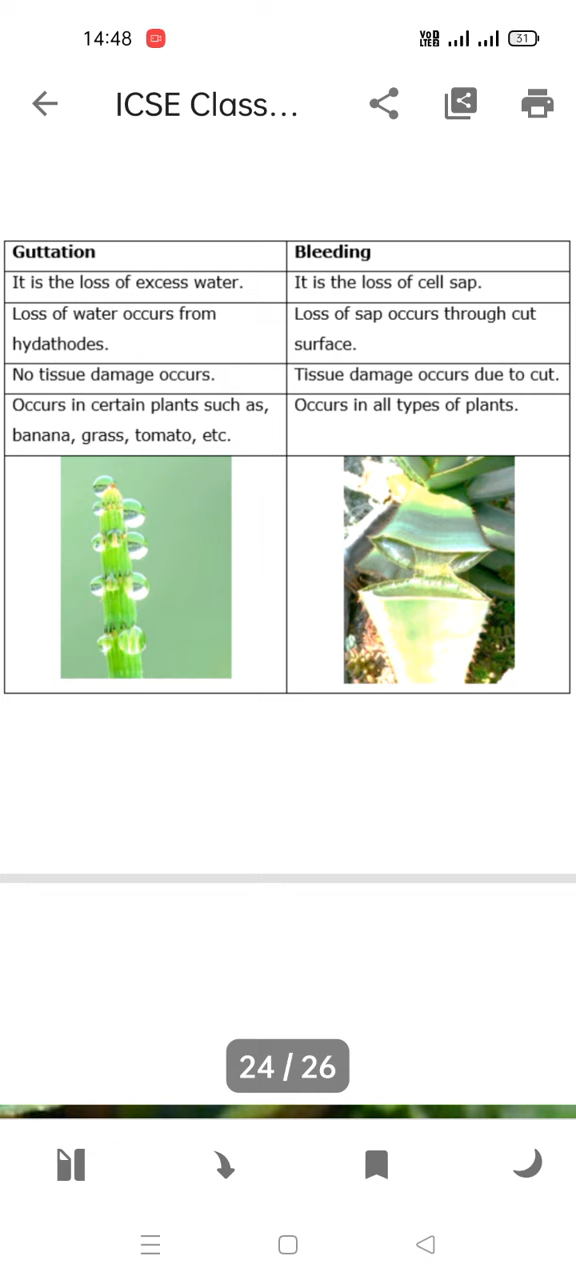 14:48
VoD LTE2 31
ICSE Class...
Guttation
Bleeding
It is the loss of excess water.
It is the loss of cell sap.
Loss of water occurs from
hydathodes.
Loss of sap occurs through cut
surface.
No tissue damage occurs.
Tissue damage occurs due to cut.
Occurs in certain plants such as,
banana, grass, tomato, etc.
Occurs in all types of plants.
24 / 26